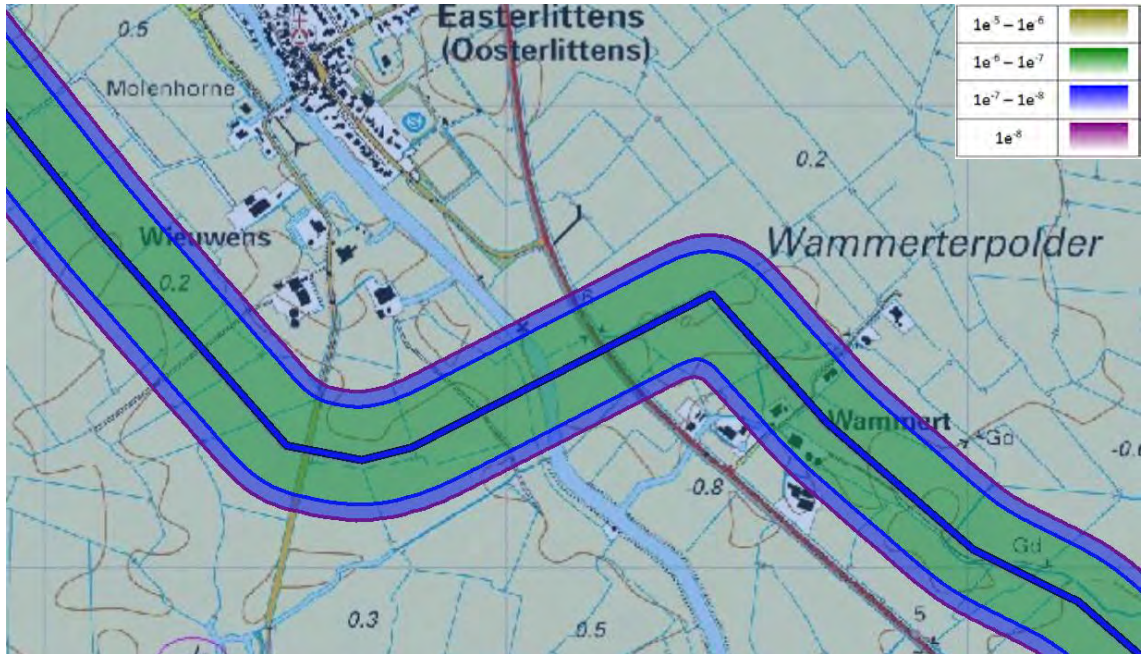 Easterlittens
(Oosterlittens)
0.5
Molenhorne
1e⁻⁵ – 1e⁻⁶
1e⁻⁶ – 1e⁻⁷
1e⁻⁷ – 1e⁻⁸
1e⁻⁸
0.2
Wieuwens
Wammerterpolder
0.2
Wammert
Gd
-0.8
Gd
0.3
0.5
5